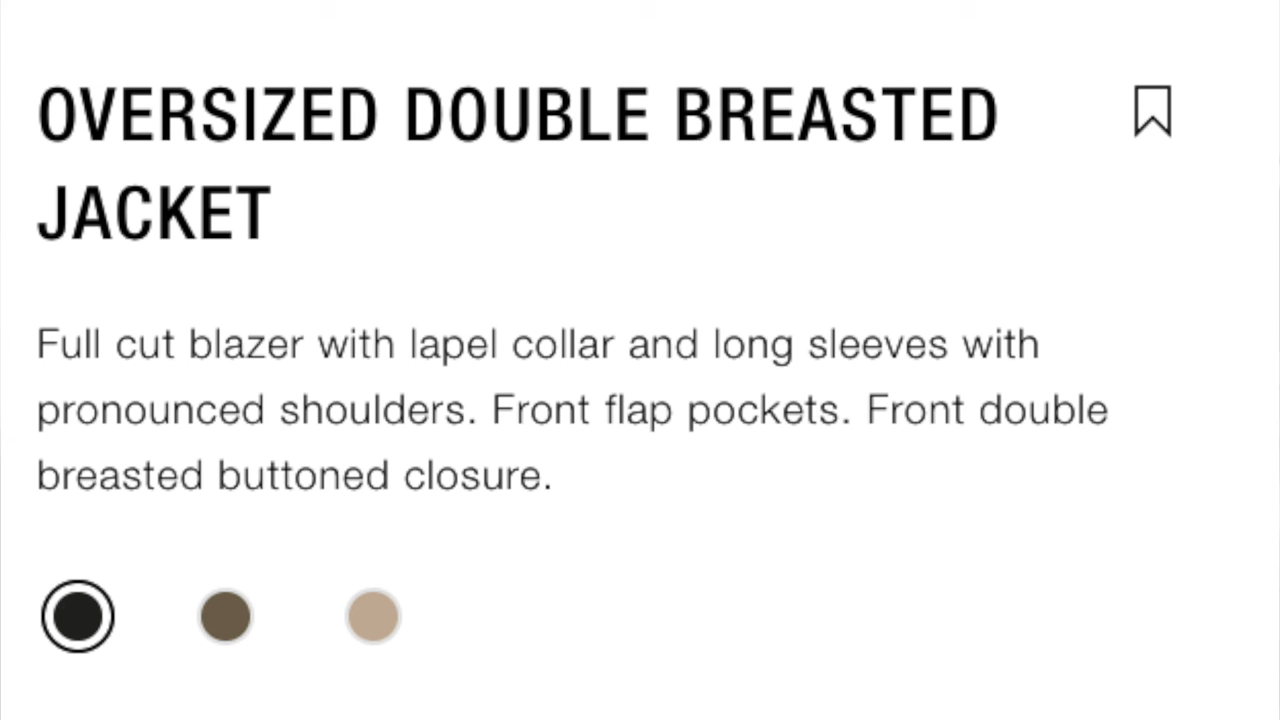 OVERSIZED DOUBLE BREASTED
JACKET
Full cut blazer with lapel collar and long sleeves with
pronounced shoulders. Front flap pockets. Front double
breasted buttoned closure.